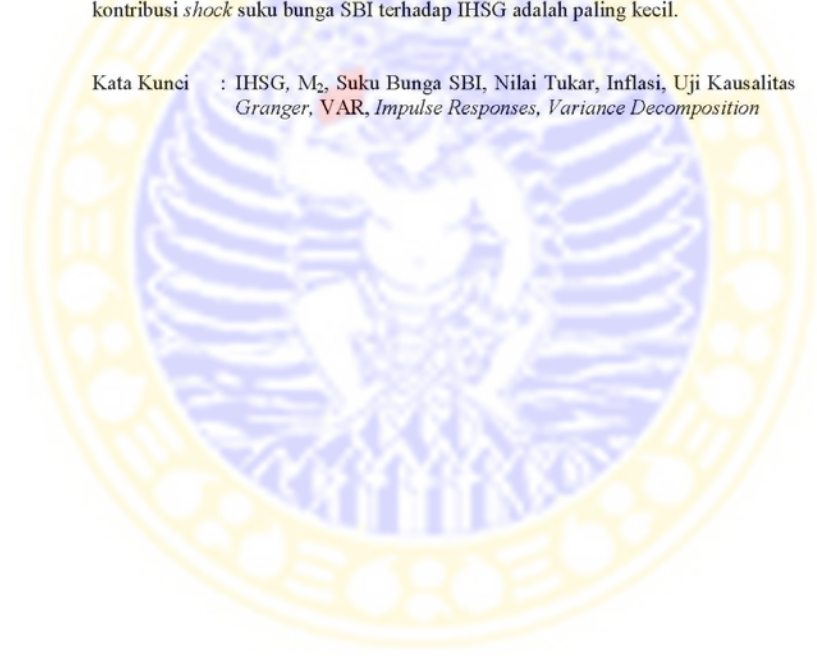 kontribusi shock suku bunga SBI terhadap IHSG adalah paling kecil.
Kata Kunci : IHSG, M₂, Suku Bunga SBI, Nilai Tukar, Inflasi, Uji Kausalitas
Granger, VAR, Impulse Responses, Variance Decomposition